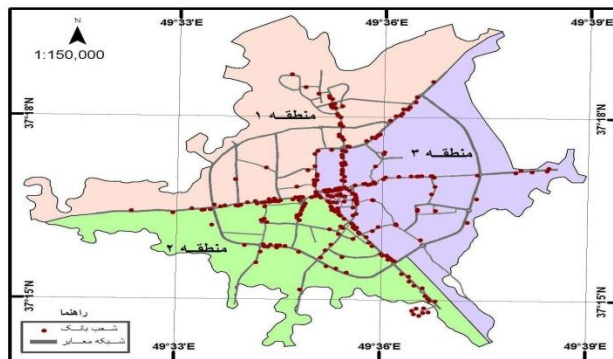 49°33'E 49°36'E 49°39'E
N
1:150,000
37°18'N 37°18'N
منطقه ۱
منطقه ۳
منطقه ۲
37°15'N 37°15'N
راهنما
شعب بانک
شبکه معابر
49°33'E 49°36'E 49°39'E